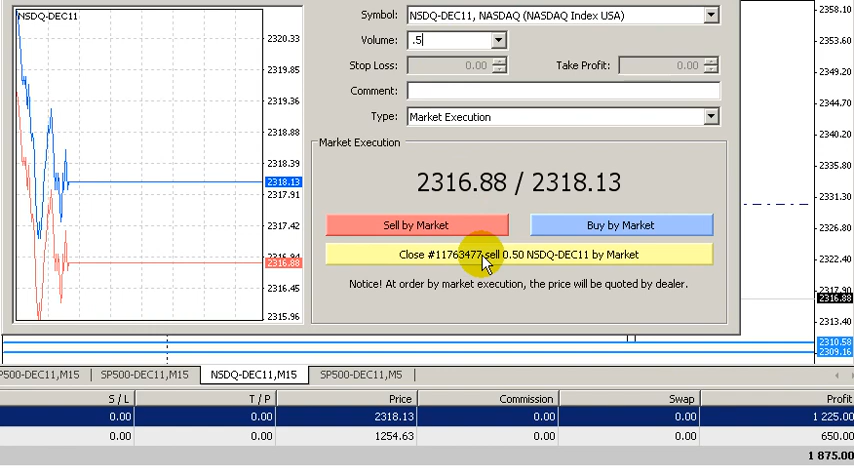 NSDQ-DEC11
2320.33
2319.85
2319.36
2318.88
2318.39
2318.13
2317.91
2317.42
2316.94
2316.88
2316.45
2315.96
Symbol: NSDQ-DEC11, NASDAQ (NASDAQ Index USA)
Volume: .5
Stop Loss: 0.00 Take Profit: 0.00
Comment:
Type: Market Execution
Market Execution
2316.88 / 2318.13
Sell by Market Buy by Market
Close #11763477 sell 0.50 NSDQ-DEC11 by Market
Notice! At order by market execution, the price will be quoted by dealer.
2358.10
2353.60
2349.20
2344.70
2340.20
2335.80
2331.30
2326.90
2322.40
2317.90
2316.88
2313.40
2310.58
2309.16
P500-DEC11,M15 SP500-DEC11,M15 NSDQ-DEC11,M15 SP500-DEC11,M5
S / L T / P Price Commission Swap Profit
0.00 0.00 2318.13 0.00 0.00 1 225.00
0.00 0.00 1254.63 0.00 0.00 650.00
1 875.00